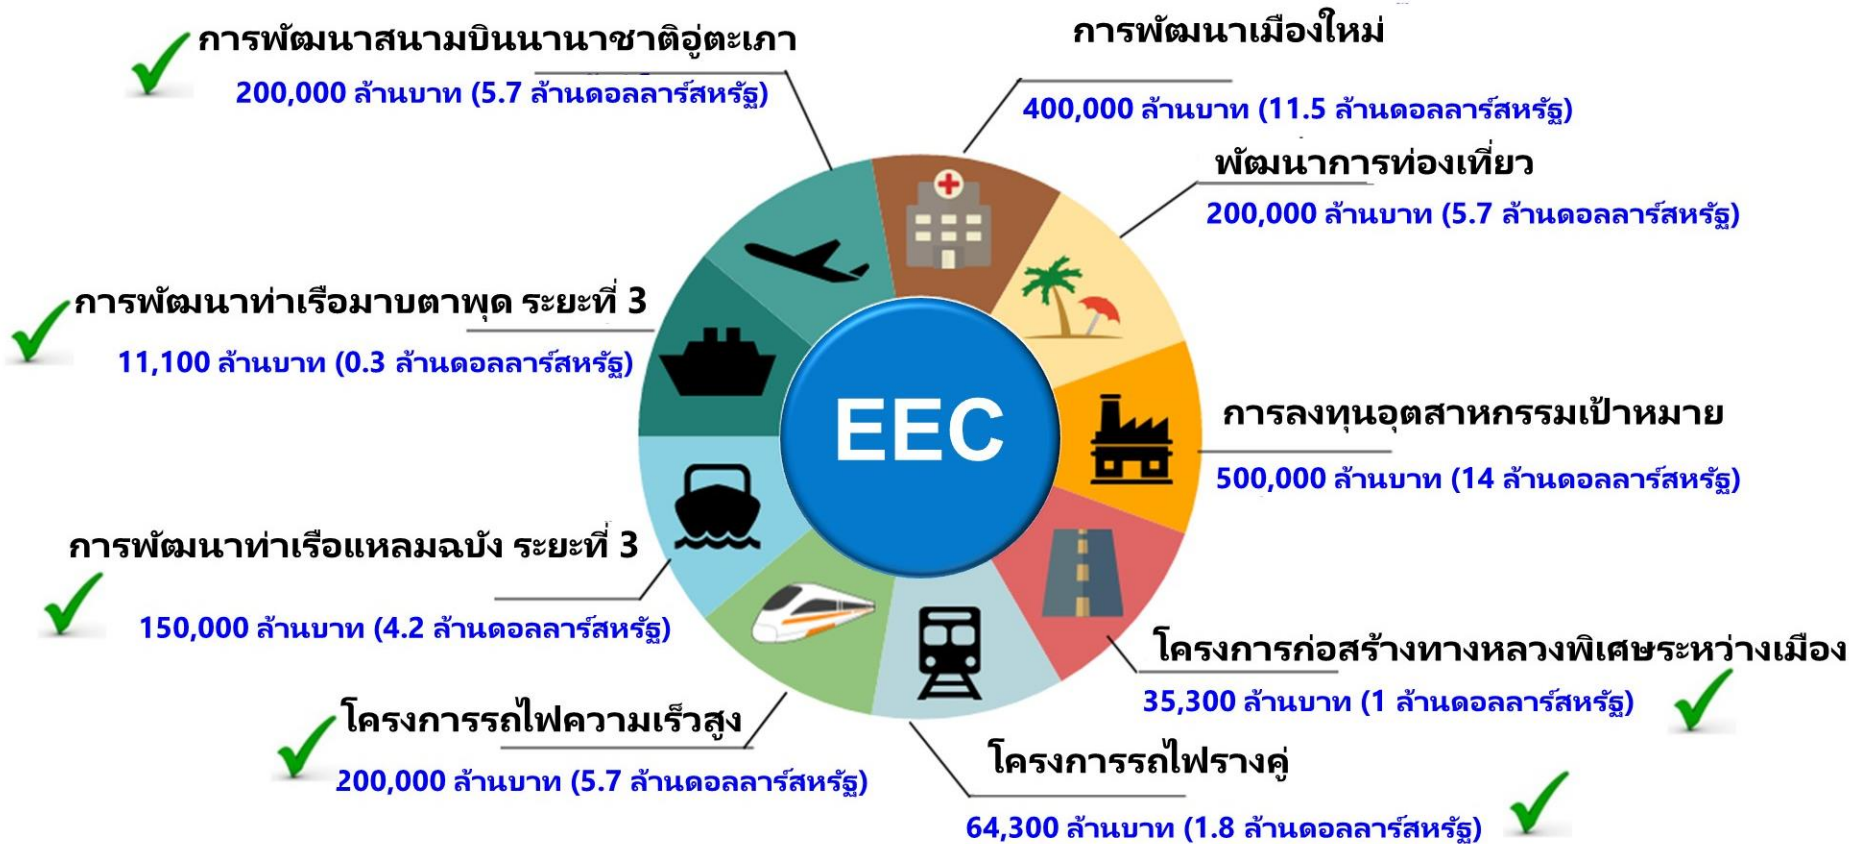 การพัฒนาสนามบินนานาชาติอู่ตะเภา
200,000 ล้านบาท (5.7 ล้านดอลลาร์สหรัฐ)
การพัฒนาเมืองใหม่
400,000 ล้านบาท (11.5 ล้านดอลลาร์สหรัฐ)
พัฒนาการท่องเที่ยว
200,000 ล้านบาท (5.7 ล้านดอลลาร์สหรัฐ)
การพัฒนาท่าเรือมาบตาพุด ระยะที่ 3
11,100 ล้านบาท (0.3 ล้านดอลลาร์สหรัฐ)
EEC
การลงทุนอุตสาหกรรมเป้าหมาย
500,000 ล้านบาท (14 ล้านดอลลาร์สหรัฐ)
การพัฒนาท่าเรือแหลมฉบัง ระยะที่ 3
150,000 ล้านบาท (4.2 ล้านดอลลาร์สหรัฐ)
โครงการก่อสร้างทางหลวงพิเศษระหว่างเมือง
35,300 ล้านบาท (1 ล้านดอลลาร์สหรัฐ)
โครงการรถไฟความเร็วสูง
200,000 ล้านบาท (5.7 ล้านดอลลาร์สหรัฐ)
โครงการรถไฟรางคู่
64,300 ล้านบาท (1.8 ล้านดอลลาร์สหรัฐ)